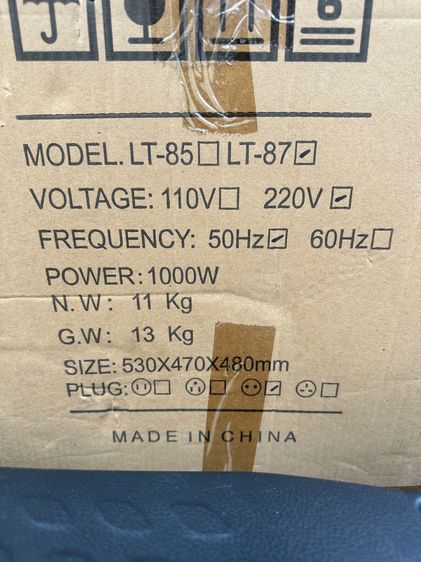 6
MODEL. LT-85□ LT-87☑
VOLTAGE: 110V□ 220V☑
FREQUENCY: 50Hz☑ 60Hz□
POWER: 1000W
N.W: 11 Kg
G.W: 13 Kg
SIZE: 530X470X480mm
PLUG: □ □ ☑ □
MADE IN CHINA